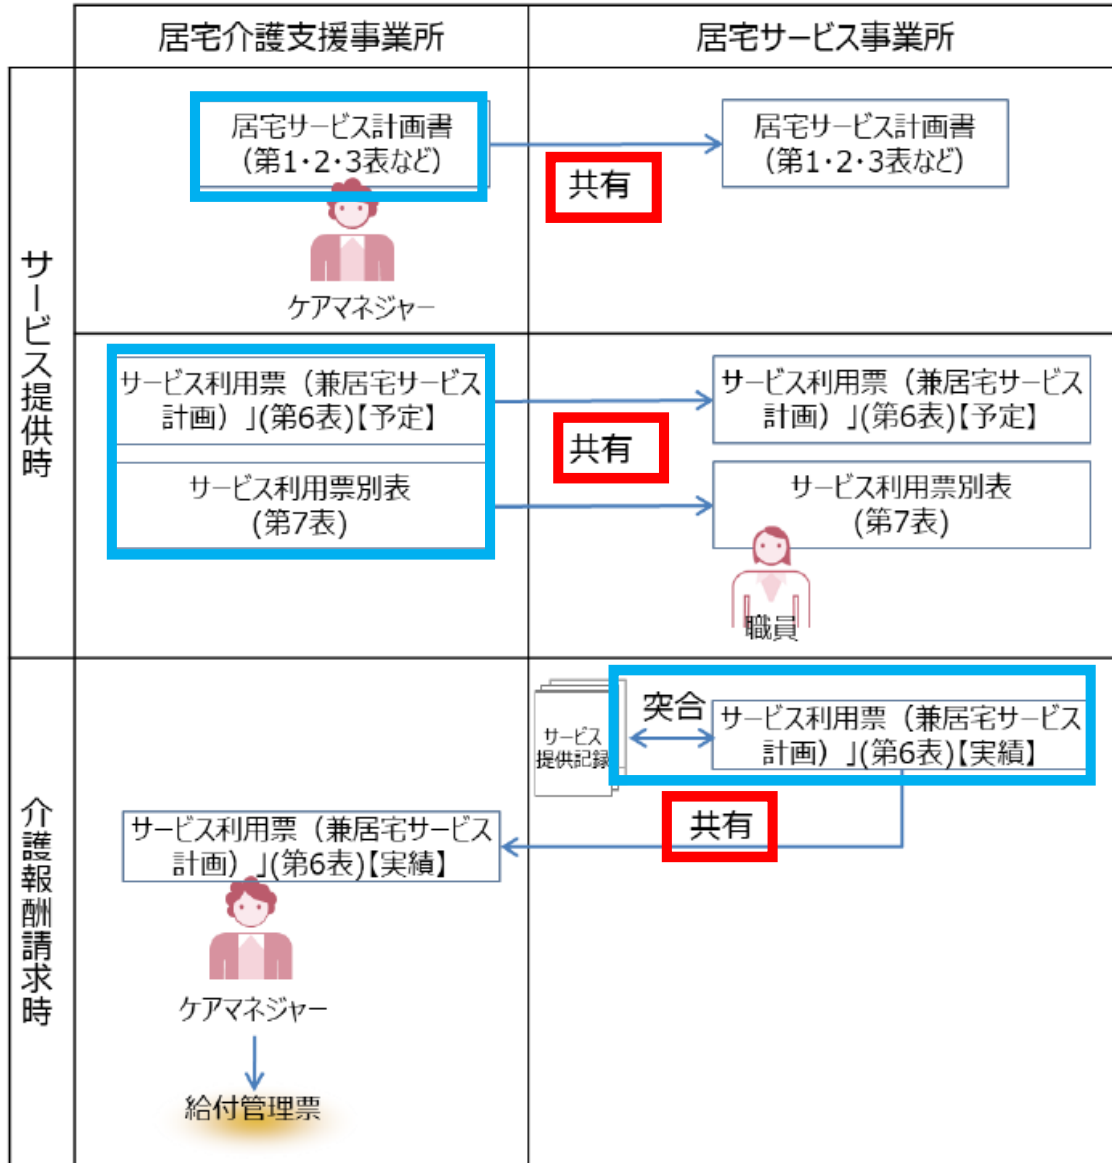 居宅介護支援事業所
居宅サービス事業所
サービス提供時
居宅サービス計画書
(第1・2・3表など)
共有
居宅サービス計画書
(第1・2・3表など)
ケアマネジャー
サービス利用票（兼居宅サービス
計画）」(第6表)【予定】
共有
サービス利用票（兼居宅サービス
計画）」(第6表)【予定】
サービス利用票別表
(第7表)
サービス利用票別表
(第7表)
職員
介護報酬請求時
サービス
提供記録
突合
サービス利用票（兼居宅サービス
計画）」(第6表)【実績】
共有
サービス利用票（兼居宅サービス
計画）」(第6表)【実績】
ケアマネジャー
給付管理票